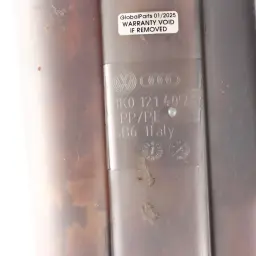 GlobalParts 01/2025
WARRANTY VOID
IF REMOVED
1K0 121 407
PP/PE
Italy